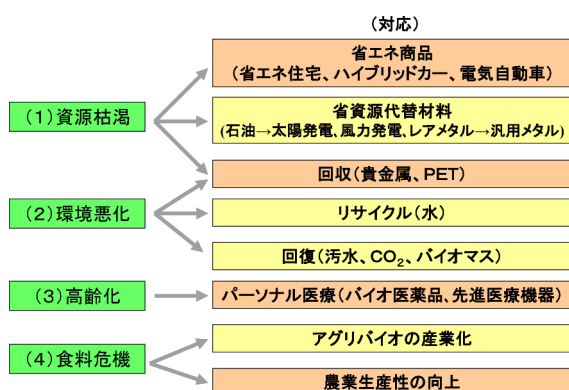 (対応)
省エネ商品
(省エネ住宅、ハイブリッドカー、電気自動車)
(1)資源枯渇
省資源代替材料
(石油→太陽発電、風力発電、レアメタル→汎用メタル)
回収(貴金属、PET)
(2)環境悪化
リサイクル(水)
回復(汚水、CO₂、バイオマス)
(3)高齢化
パーソナル医療(バイオ医薬品、先進医療機器)
アグリバイオの産業化
(4)食料危機
農業生産性の向上